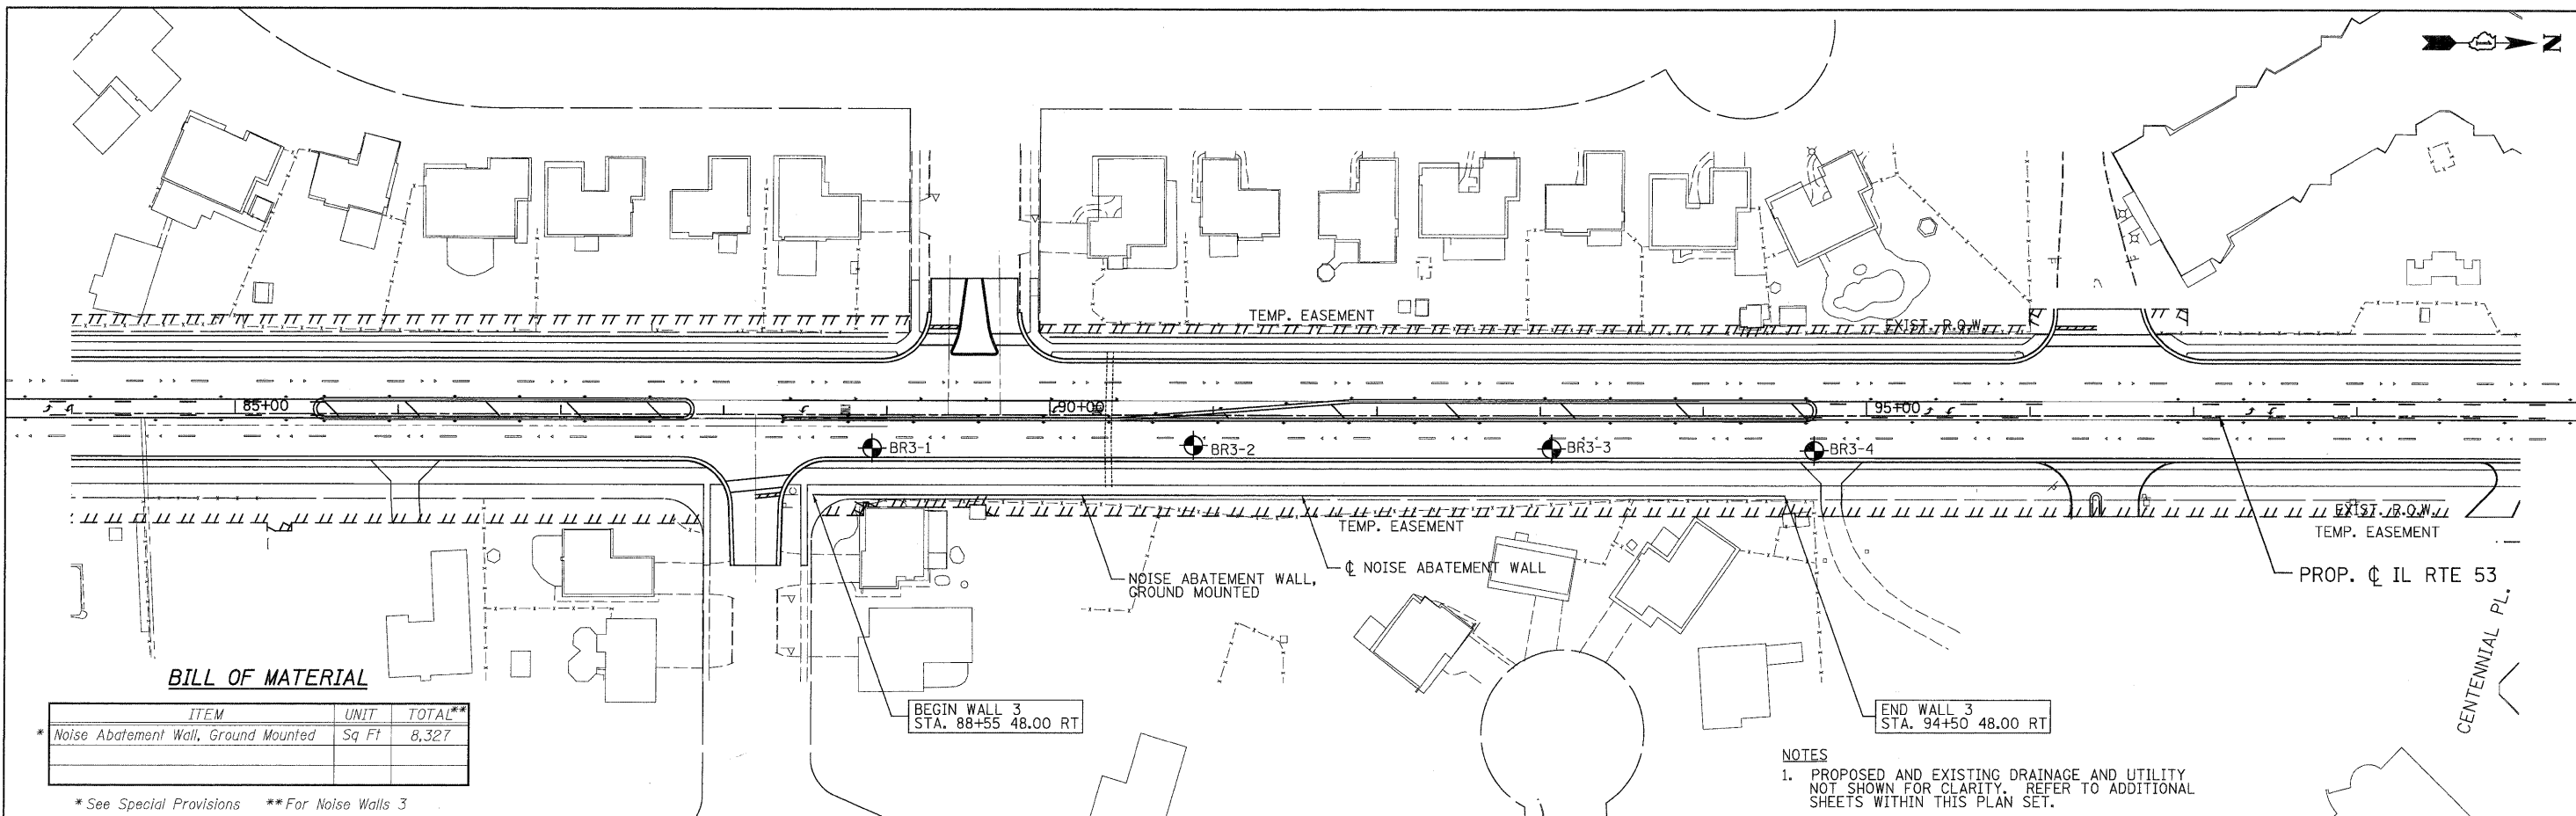 N
TEMP. EASEMENT
EXIST. R.O.W.
85+00
90+00
95+00
BR3-1
BR3-2
BR3-3
BR3-4
EXIST. R.O.W.
TEMP. EASEMENT
TEMP. EASEMENT
NOISE ABATEMENT WALL,
GROUND MOUNTED
℄ NOISE ABATEMENT WALL
PROP. ℄ IL RTE 53
CENTENNIAL PL.
BILL OF MATERIAL
ITEM UNIT TOTAL**
* Noise Abatement Wall, Ground Mounted Sq Ft 8,327
* See Special Provisions ** For Noise Walls 3
BEGIN WALL 3
STA. 88+55 48.00 RT
END WALL 3
STA. 94+50 48.00 RT
NOTES
1. PROPOSED AND EXISTING DRAINAGE AND UTILITY
NOT SHOWN FOR CLARITY. REFER TO ADDITIONAL
SHEETS WITHIN THIS PLAN SET.